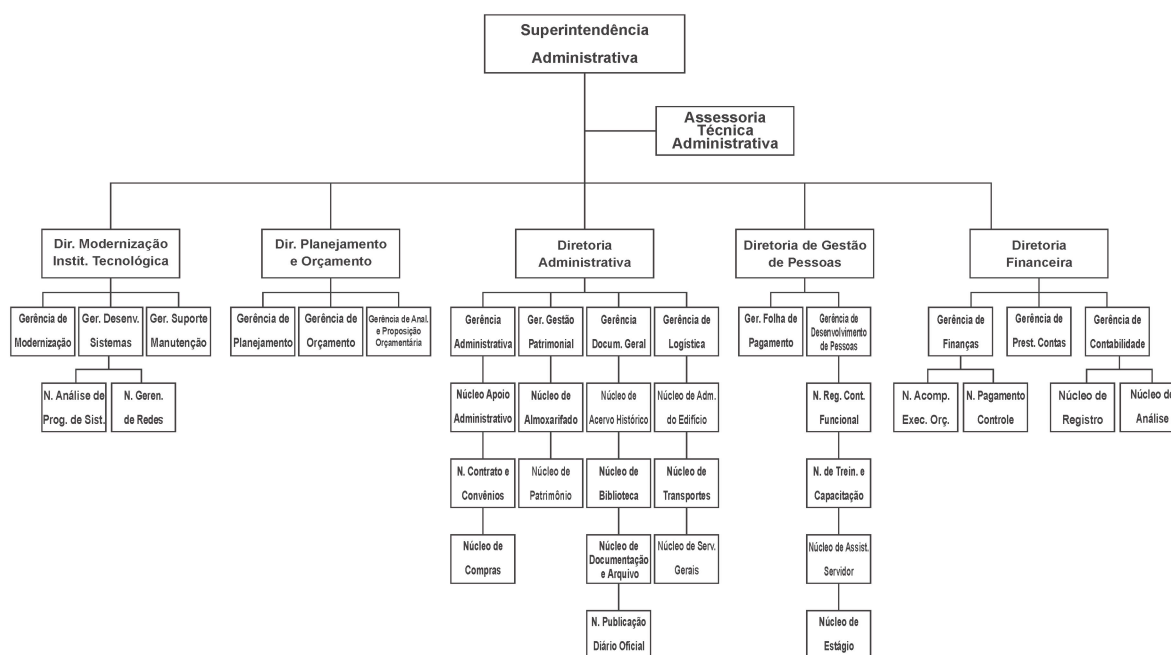 Superintendência
Administrativa
Assessoria
Técnica
Administrativa
Dir. Modernização
Instit. Tecnológica
Dir. Planejamento
e Orçamento
Diretoria
Administrativa
Diretoria de Gestão
de Pessoas
Diretoria
Financeira
Gerência de
Modernização
Ger. Desenv.
Sistemas
Ger. Suporte
Manutenção
Gerência de
Planejamento
Gerência de
Orçamento
Gerência de Anal.
e Proposição
Orçamentária
Gerência
Administrativa
Ger. Gestão
Patrimonial
Gerência
Docum. Geral
Gerência de
Logística
Ger. Folha de
Pagamento
Gerência de
Desenvolvimento
de Pessoas
Gerência de
Finanças
Gerência de
Prest. Contas
Gerência de
Contabilidade
N. Análise de
Prog. de Sist.
N. Geren.
de Redes
Núcleo Apoio
Administrativo
Núcleo de
Almoxarifado
Núcleo de
Acervo Histórico
Núcleo de Adm.
do Edifício
N. Reg. Cont.
Funcional
N. Acomp.
Exec. Orç.
N. Pagamento
Controle
Núcleo de
Registro
Núcleo de
Análise
N. Contrato e
Convênios
Núcleo de
Patrimônio
Núcleo de
Biblioteca
Núcleo de
Transportes
N. de Trein. e
Capacitação
Núcleo de
Compras
Núcleo de
Documentação
e Arquivo
Núcleo de Serv.
Gerais
Núcleo de Assist.
Servidor
N. Publicação
Diário Oficial
Núcleo de
Estágio